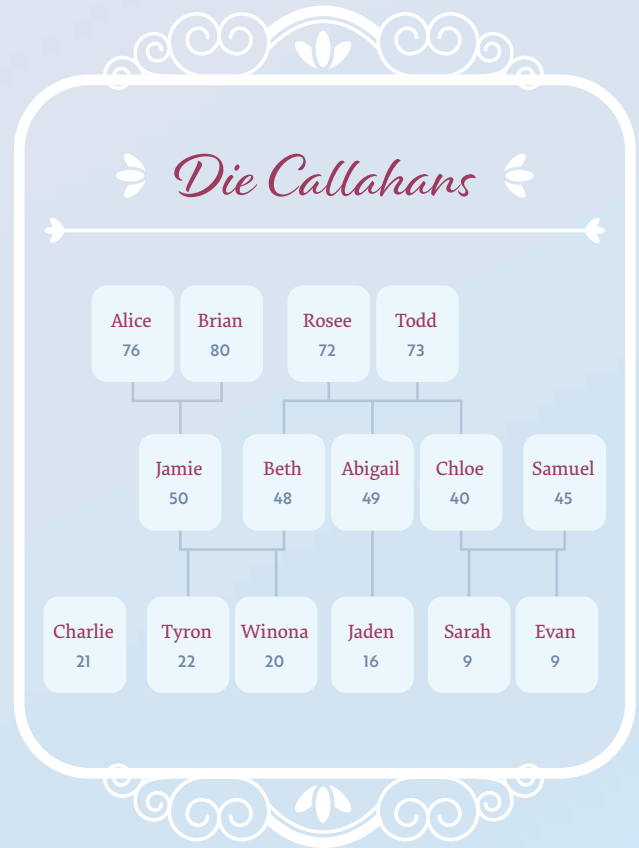 Die Callahans
Alice Brian Rosee Todd
76 80 72 73
Jamie Beth Abigail Chloe Samuel
50 48 49 40 45
Charlie Tyron Winona Jaden Sarah Evan
21 22 20 16 9 9